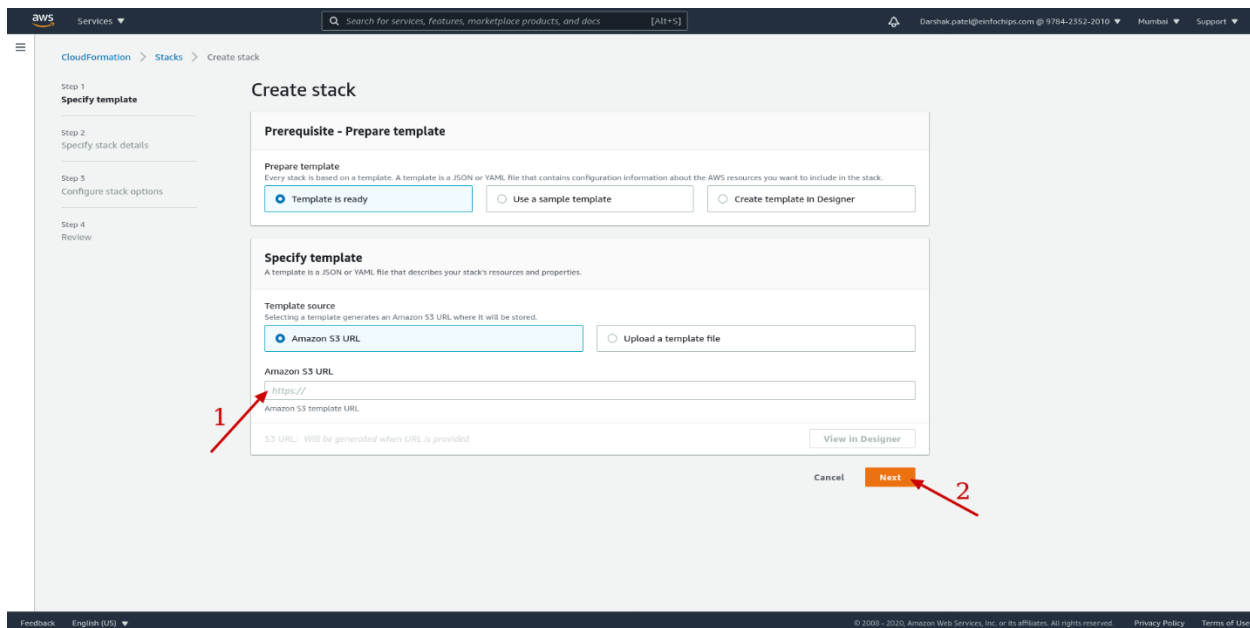 aws Services ▼ Search for services, features, marketplace products, and docs [Alt+S] Darshak.patel@einfochips.com @ 9784-2352-2010 ▼ Mumbai ▼ Support ▼
CloudFormation > Stacks > Create stack
Step 1
Specify template
Step 2
Specify stack details
Step 3
Configure stack options
Step 4
Review
Create stack
Prerequisite - Prepare template
Prepare template
Every stack is based on a template. A template is a JSON or YAML file that contains configuration information about the AWS resources you want to include in the stack.
Template is ready Use a sample template Create template in Designer
Specify template
A template is a JSON or YAML file that describes your stack's resources and properties.
Template source
Selecting a template generates an Amazon S3 URL where it will be stored.
Amazon S3 URL Upload a template file
Amazon S3 URL
https://
Amazon S3 template URL
1
S3 URL: Will be generated when URL is provided View in Designer
Cancel Next
2
Feedback English (US) ▼ © 2008 - 2020, Amazon Web Services, Inc. or its affiliates. All rights reserved. Privacy Policy Terms of Use